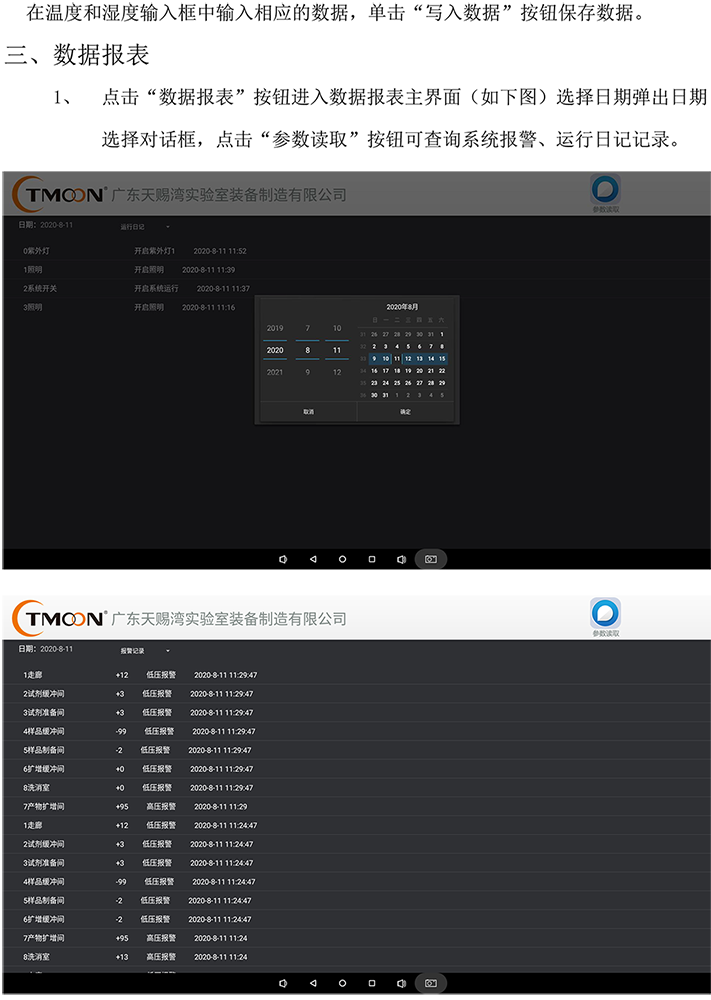 在温度和湿度输入框中输入相应的数据，单击“写入数据”按钮保存数据。
三、数据报表
1、 点击“数据报表”按钮进入数据报表主界面（如下图）选择日期弹出日期
选择对话框，点击“参数读取”按钮可查询系统报警、运行日记记录。
TMOON® 广东天赐湾实验室装备制造有限公司
参数读取
日期： 2020-8-11 运行日记
0紫外灯 开启紫外灯1 2020-8-11 11:52
1照明 开启照明 2020-8-11 11:39
2系统开关 开启系统运行 2020-8-11 11:37
3照明 开启照明 2020-8-11 11:16
2020年8月
日 一 二 三 四 五 六
2019 7 10
31 26 27 28 29 30 31 1
32 2 3 4 5 6 7 8
2020 8 11
33 9 10 11 12 13 14 15
2021 9 12
34 16 17 18 19 20 21 22
35 23 24 25 26 27 28 29
36 30 31 1 2 3 4 5
取消 确定
TMOON® 广东天赐湾实验室装备制造有限公司
参数读取
日期： 2020-8-11 报警记录
1走廊 +12 低压报警 2020-8-11 11:29:47
2试剂缓冲间 +3 低压报警 2020-8-11 11:29:47
3试剂准备间 +3 低压报警 2020-8-11 11:29:47
4样品缓冲间 -99 低压报警 2020-8-11 11:29:47
5样品制备间 -2 低压报警 2020-8-11 11:29:47
6扩增缓冲间 +0 低压报警 2020-8-11 11:29:47
8洗消室 +0 低压报警 2020-8-11 11:29:47
7产物扩增间 +95 高压报警 2020-8-11 11:29
1走廊 +12 低压报警 2020-8-11 11:24:47
2试剂缓冲间 +3 低压报警 2020-8-11 11:24:47
3试剂准备间 +3 低压报警 2020-8-11 11:24:47
4样品缓冲间 -99 低压报警 2020-8-11 11:24:47
5样品制备间 -2 低压报警 2020-8-11 11:24:47
6扩增缓冲间 -2 低压报警 2020-8-11 11:24:47
7产物扩增间 +95 高压报警 2020-8-11 11:24
8洗消室 +13 高压报警 2020-8-11 11:24